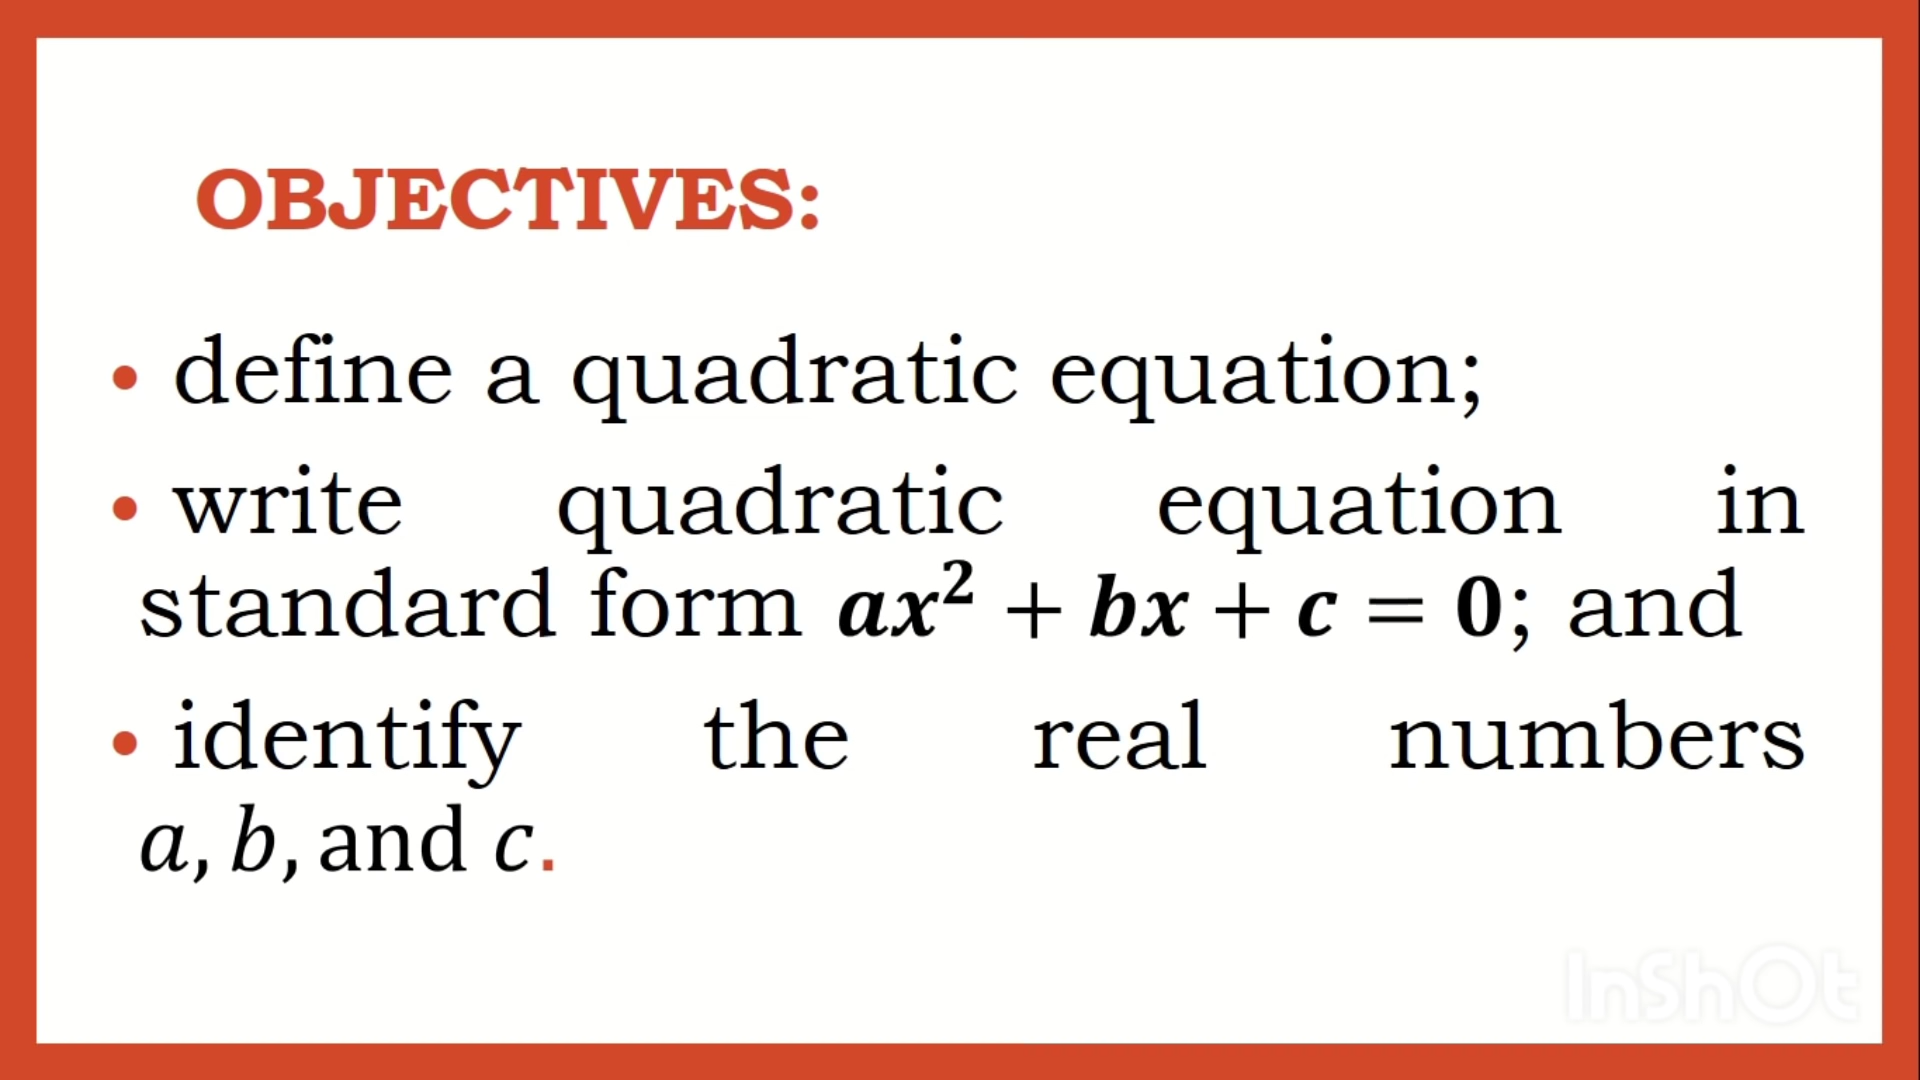 OBJECTIVES:
• define a quadratic equation;
• write quadratic equation in
standard form ax² + bx + c = 0; and
• identify the real numbers
a, b, and c.
InShOt